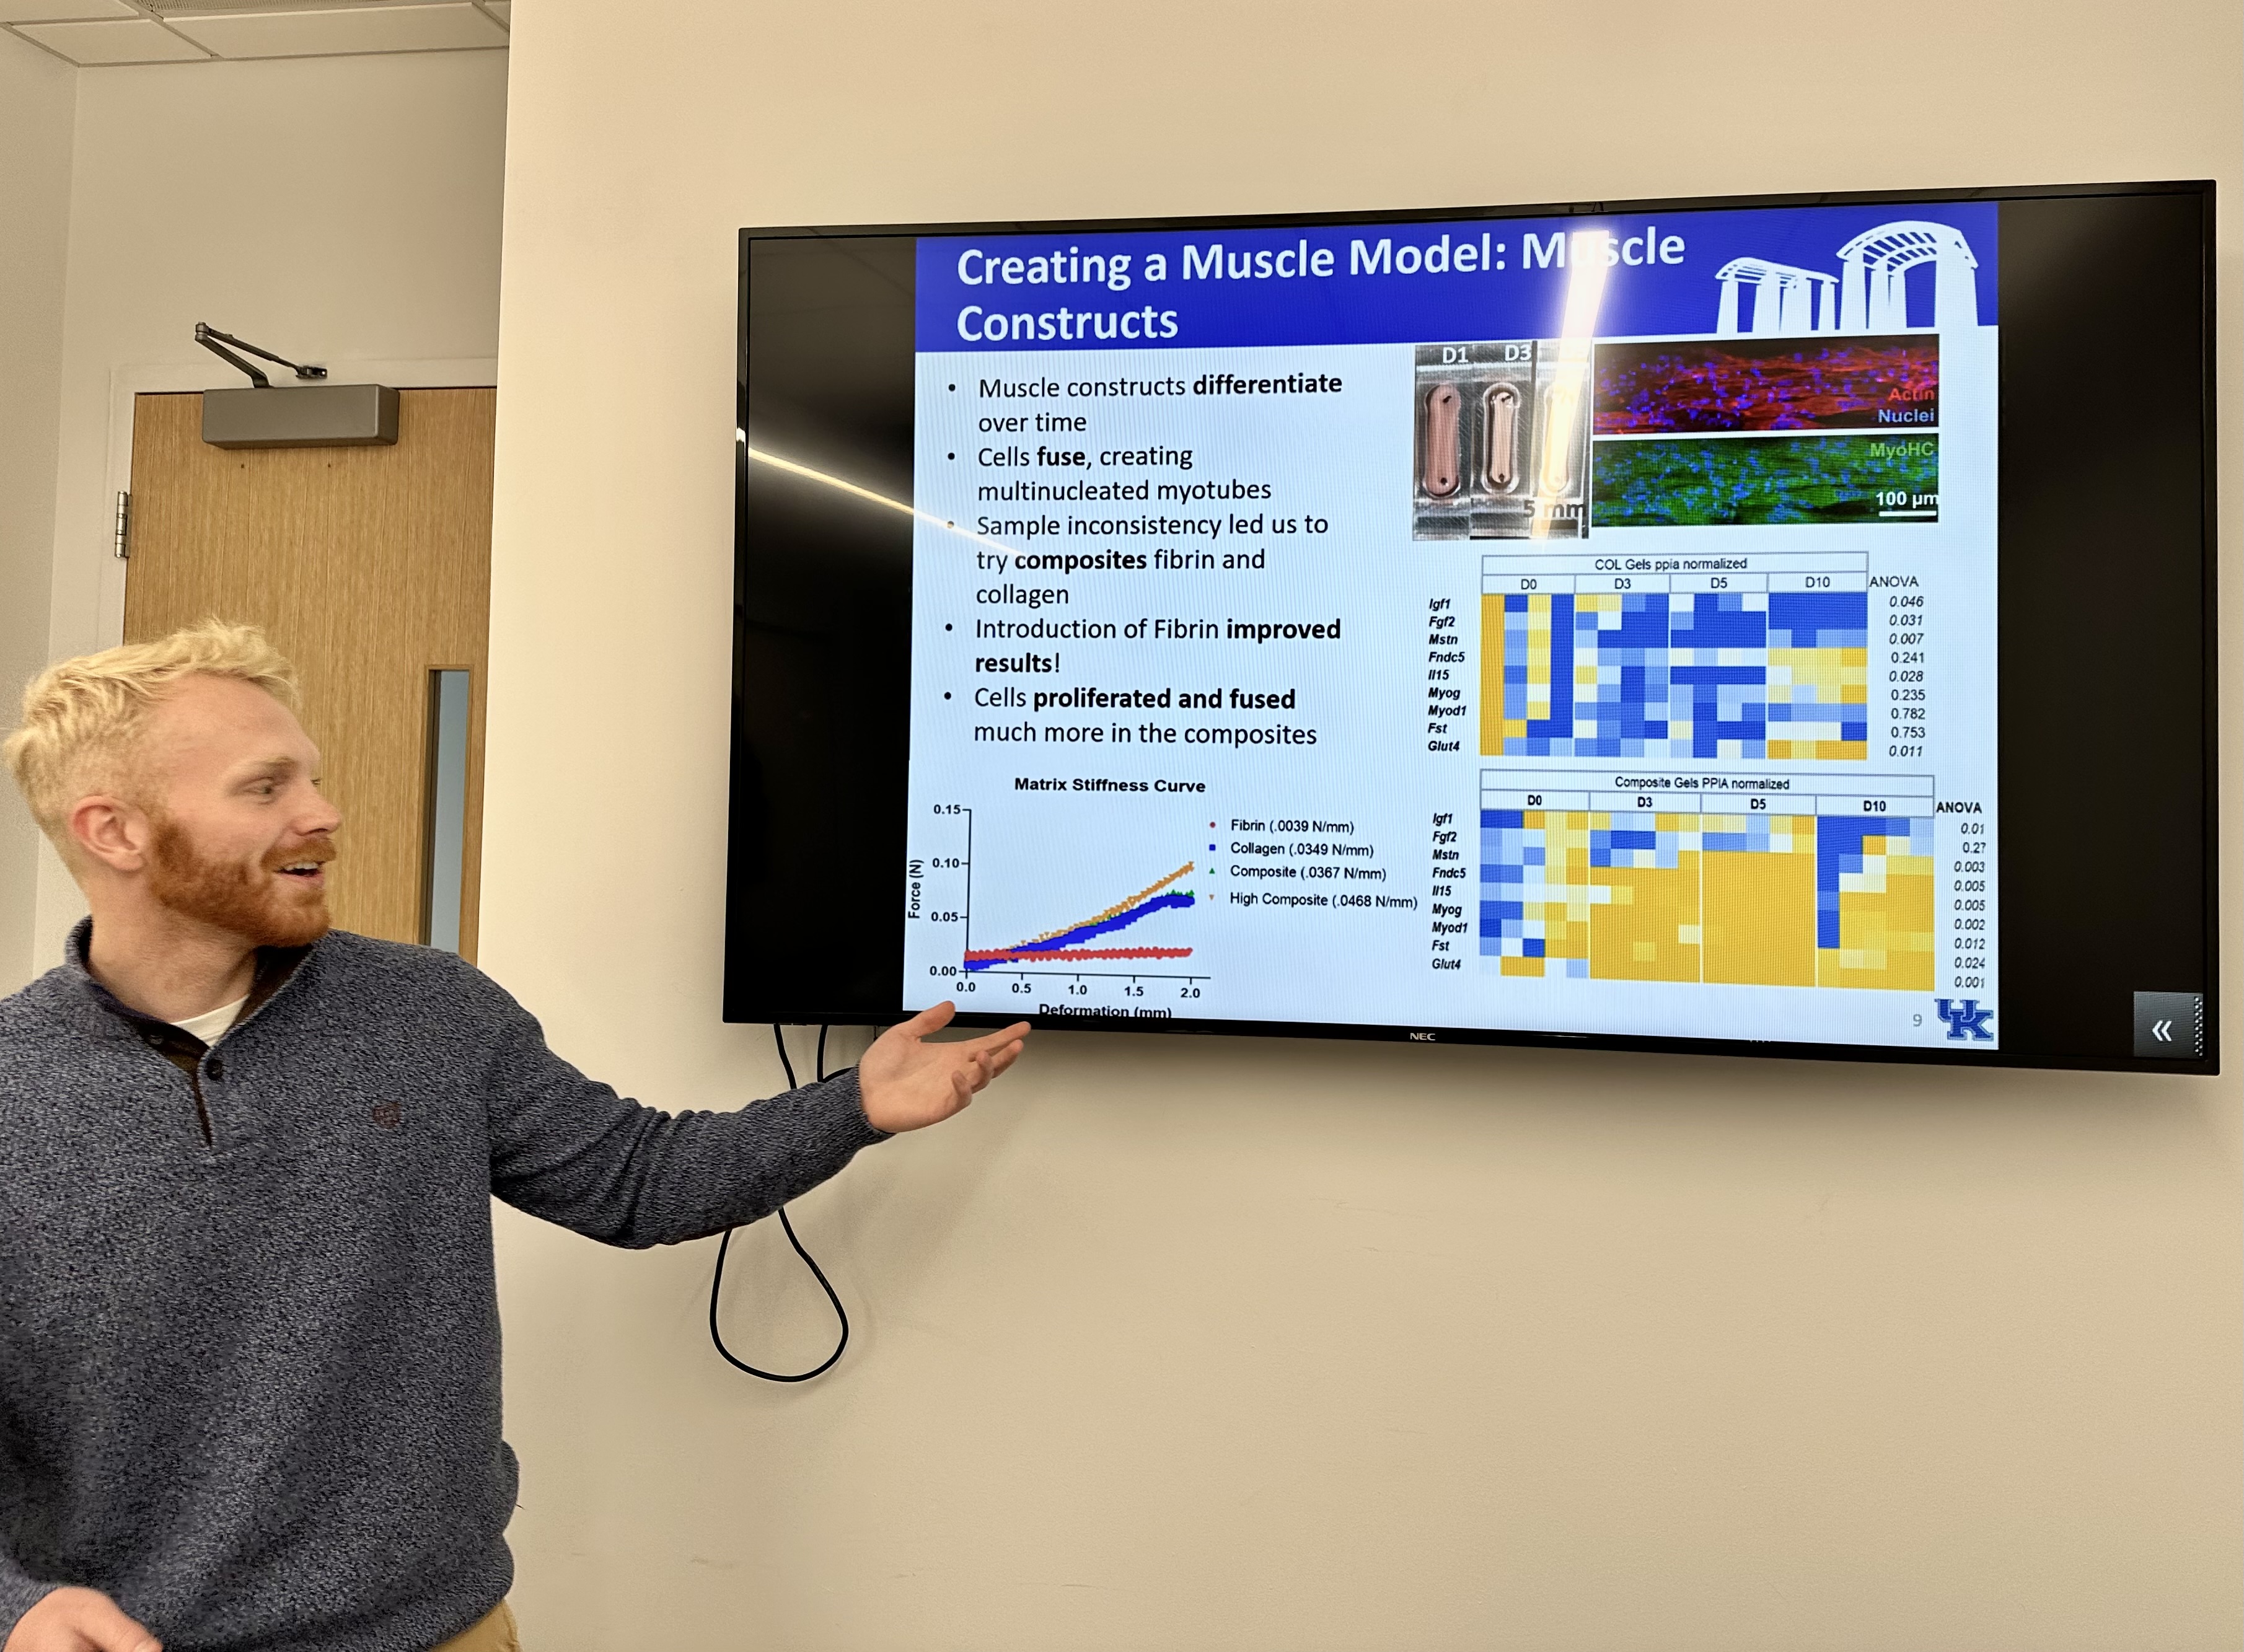 Creating a Muscle Model: Muscle
Constructs
• Muscle constructs differentiate
over time
• Cells fuse, creating
multinucleated myotubes
• Sample inconsistency led us to
try composites fibrin and
collagen
• Introduction of Fibrin improved
results!
• Cells proliferated and fused
much more in the composites
D1 D3
5 mm
Actin
Nuclei
MyoHC
100 µm
COL Gels ppia normalized
D0 D3 D5 D10 ANOVA
Igf1 0.046
Fgf2 0.031
Mstn 0.007
Fndc5 0.241
Il15 0.028
Myog 0.235
Myod1 0.782
Fst 0.753
Glut4 0.011
Composite Gels PPIA normalized
D0 D3 D5 D10 ANOVA
Igf1 0.01
Fgf2 0.27
Mstn 0.003
Fndc5 0.005
Il15 0.005
Myog 0.002
Myod1 0.012
Fst 0.024
Glut4 0.001
Matrix Stiffness Curve
Force (N)
0.15
0.10
0.05
0.00
0.0 0.5 1.0 1.5 2.0
Deformation (mm)
Fibrin (.0039 N/mm)
Collagen (.0349 N/mm)
Composite (.0367 N/mm)
High Composite (.0468 N/mm)
9
UK
NEC
«